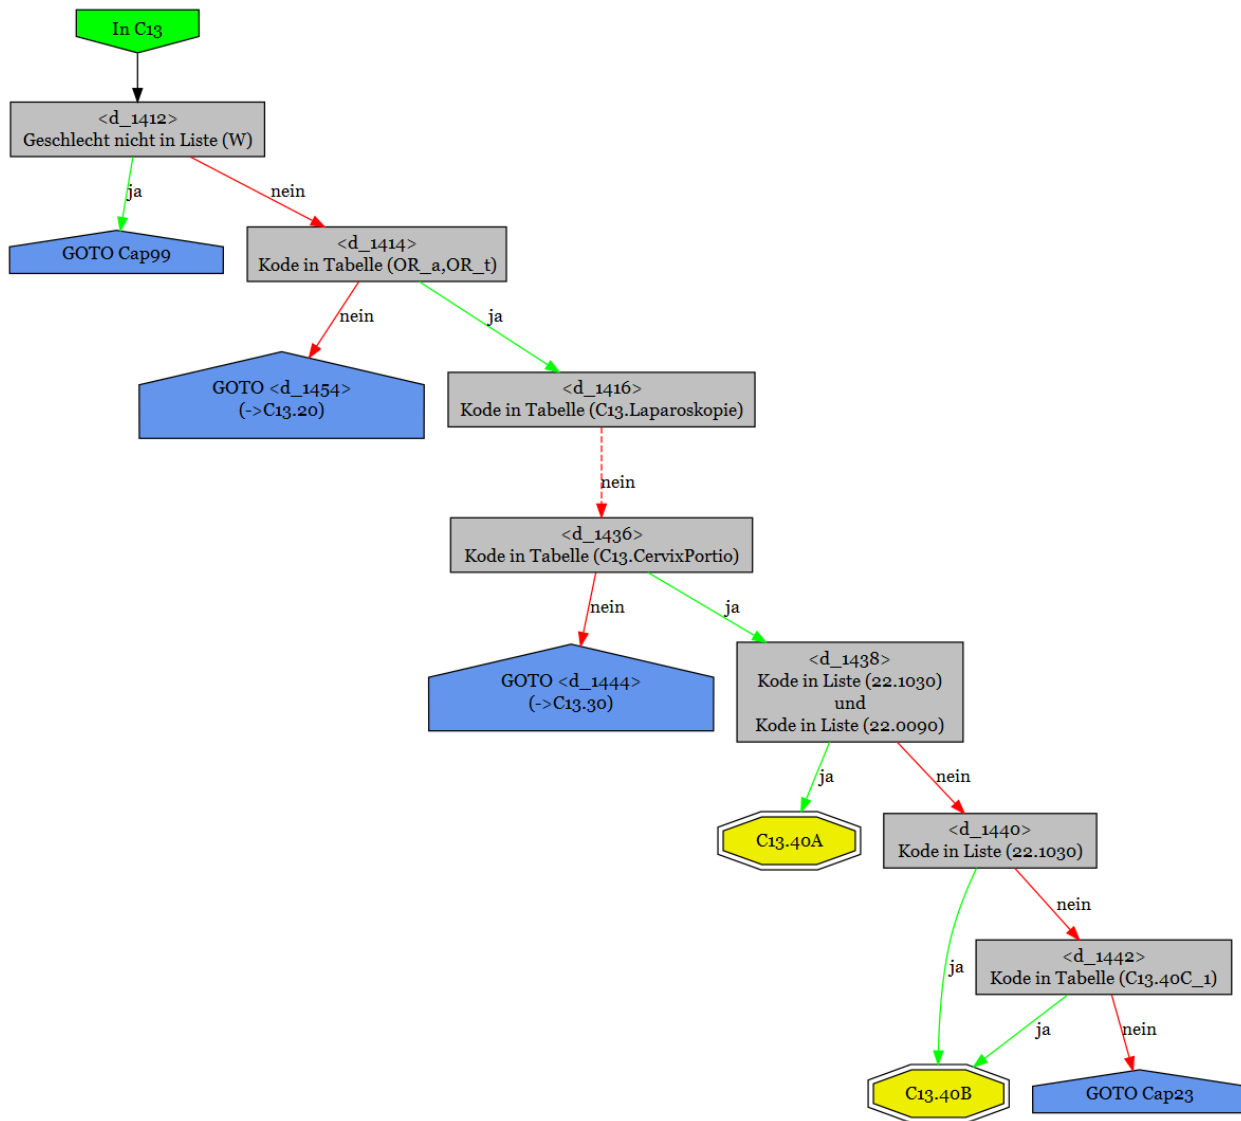 In C13
<d_1412>
Geschlecht nicht in Liste (W)
ja
nein
GOTO Cap99
<d_1414>
Kode in Tabelle (OR_a,OR_t)
nein
ja
GOTO <d_1454>
(->C13.20)
<d_1416>
Kode in Tabelle (C13.Laparoskopie)
nein
<d_1436>
Kode in Tabelle (C13.CervixPortio)
nein
ja
GOTO <d_1444>
(->C13.30)
<d_1438>
Kode in Liste (22.1030)
und
Kode in Liste (22.0090)
ja
nein
C13.40A
<d_1440>
Kode in Liste (22.1030)
ja
nein
<d_1442>
Kode in Tabelle (C13.40C_1)
ja
nein
C13.40B
GOTO Cap23